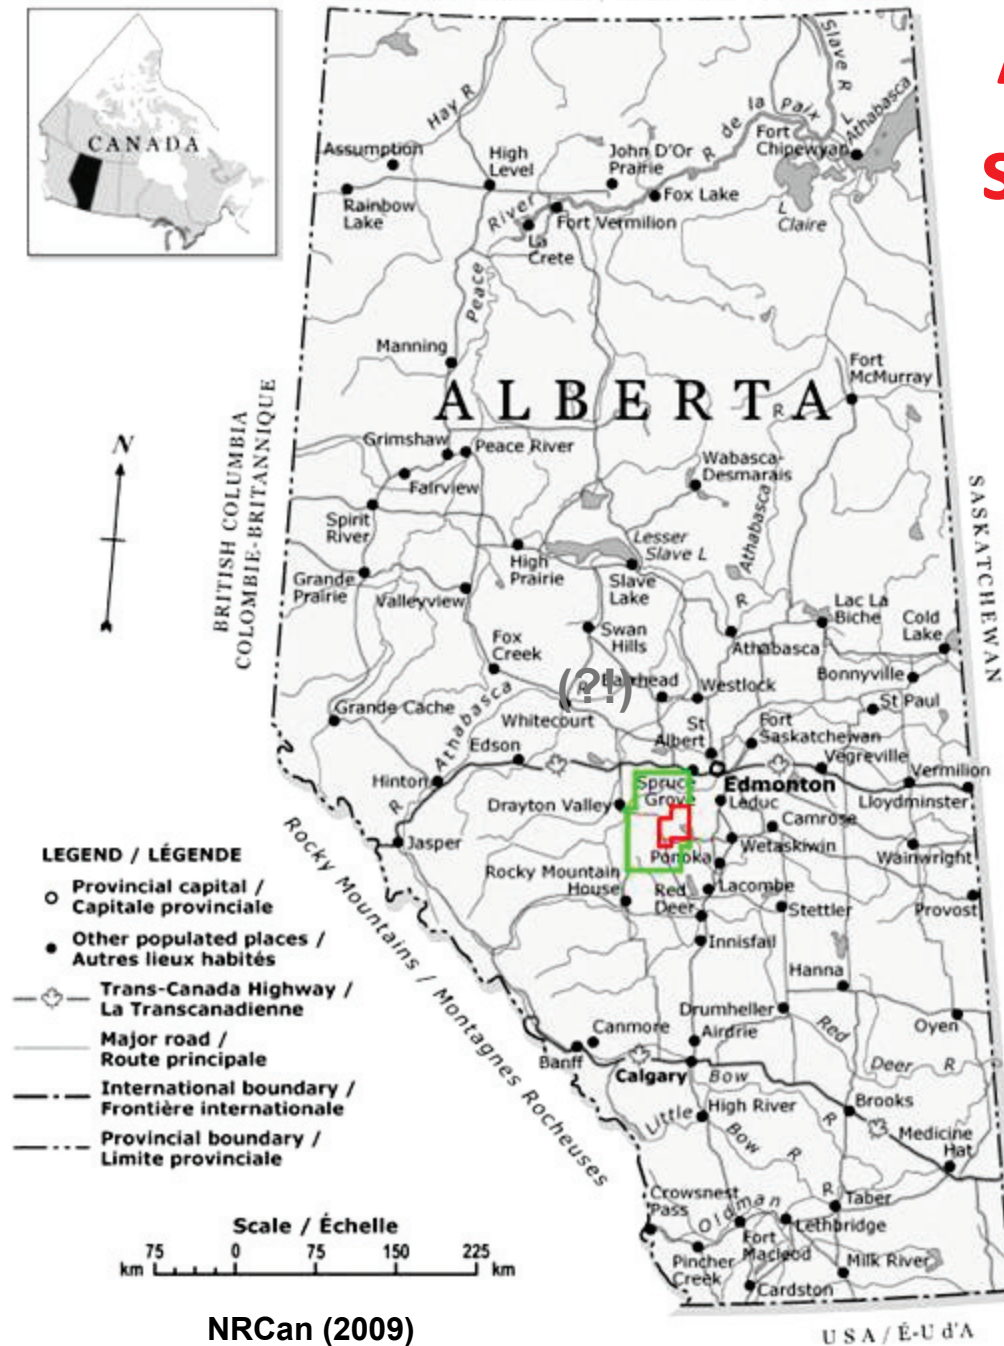 CANADA
Hay R
Slave R
de la Paix
R
L Athabasca
Assumption
High
Level
John D'Or
Prairie
Fort
Chipewyan
Rainbow
Lake
Fox Lake
River
Fort Vermilion
L
Claire
La
Crete
Peace
Manning
Fort
McMurray
ALBERTA
R
Grimshaw
Peace River
Fairview
Wabasca-
Desmarais
Athabasca
Spirit
River
Lesser
Slave L
High
Prairie
Grande
Prairie
Valleyview
Slave
Lake
R
Lac La
Biche
Cold
Lake
Swan
Hills
Athabasca
Fox
Creek
Bonnyville
(?!)
R
Westlock
St Paul
Grande Cache
Athabasca
R
Whitecourt
St
Albert
Fort
Saskatchewan
Edson
Vegreville
Vermilion
Hinton
Spruce
Grove
Edmonton
Lloydminster
Drayton Valley
Leduc
Camrose
Jasper
Wetaskiwin
Wainwright
Ponoka
Rocky Mountain
House
Red
Deer
Lacombe
Stettler
Provost
Innisfail
Hanna
Drumheller
Oyen
Canmore
Airdrie
Red
Deer R
Banff
Calgary
Bow
R
Brooks
Little
Bow
R
High River
Medicine
Hat
Crowsnest
Pass
Oldman
R
Taber
Lethbridge
Fort
Macleod
Pincher
Creek
Milk River
Cardston
BRITISH COLUMBIA
COLOMBIE-BRITANNIQUE
SASKATCHEWAN
Rocky Mountains / Montagnes Rocheuses
USA / É-U d'A
N
LEGEND / LÉGENDE
Provincial capital /
Capitale provinciale
Other populated places /
Autres lieux habités
Trans-Canada Highway /
La Transcanadienne
Major road /
Route principale
International boundary /
Frontière internationale
Provincial boundary /
Limite provinciale
Scale / Échelle
75 0 75 150 225
km km
NRCan (2009)